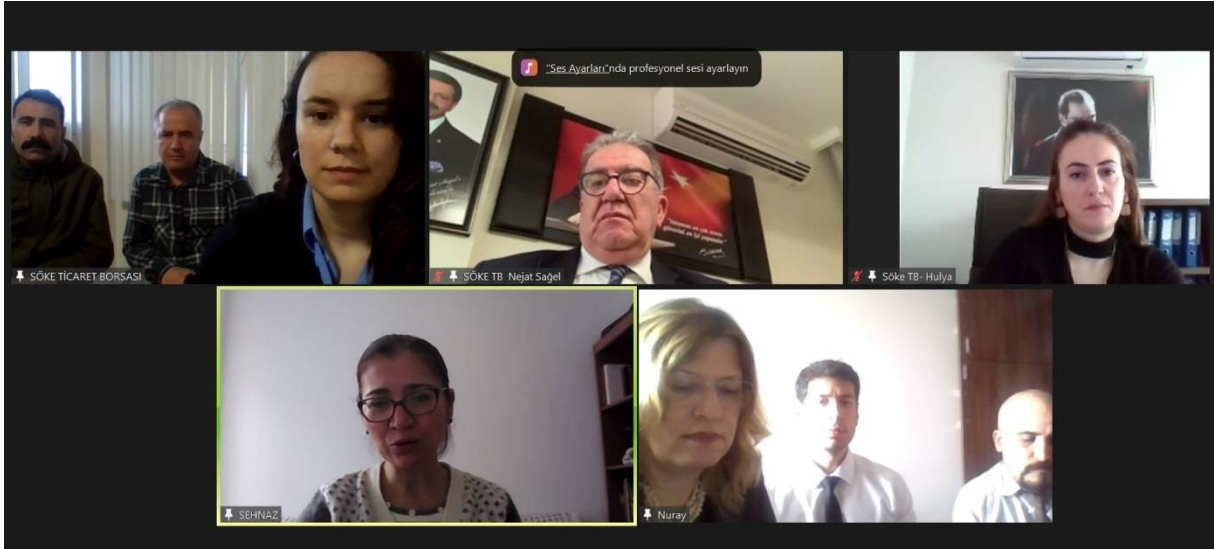 "Ses Ayarları"nda profesyonel sesi ayarlayın
SÖKE TİCARET BORSASI
SÖKE TB Nejat Sağel
Söke TB- Hulya
SEHNAZ
Nuray